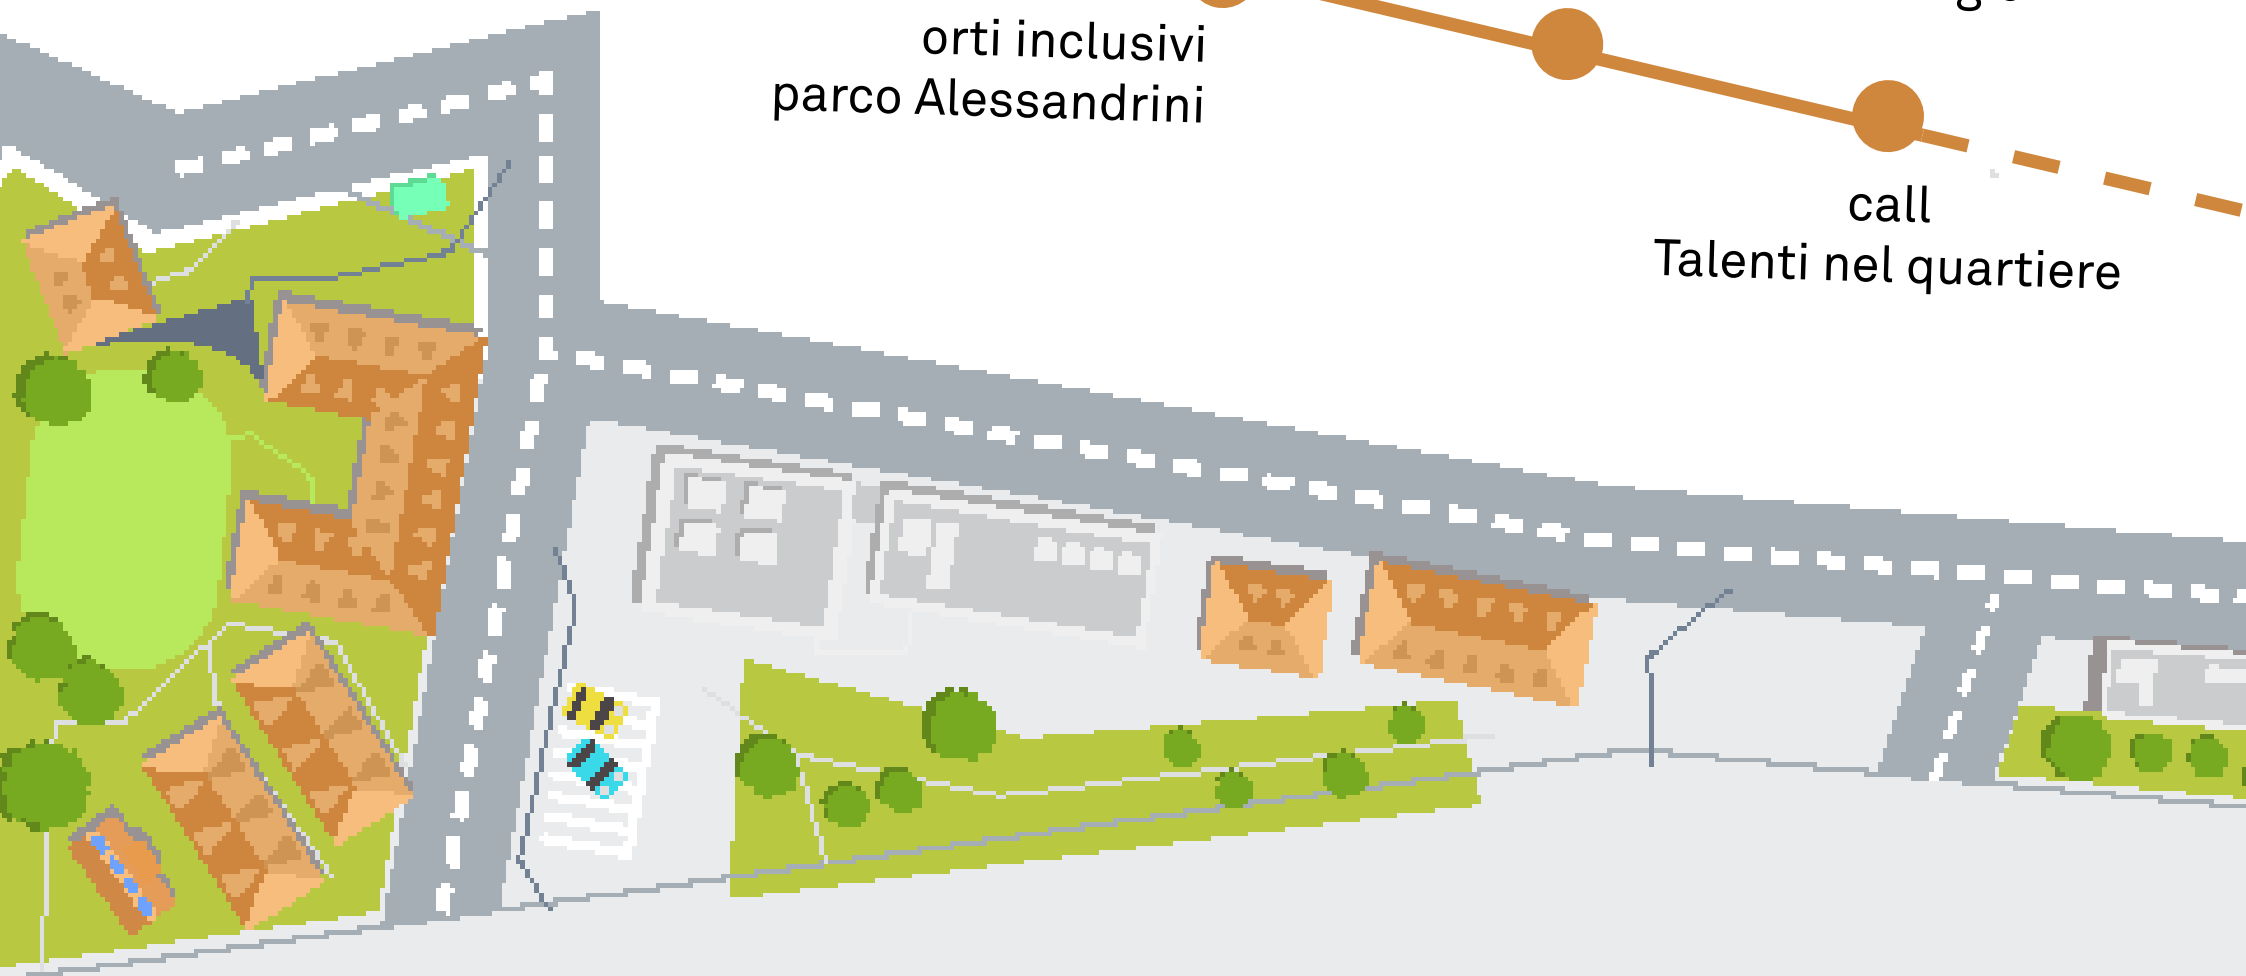 orti inclusivi
parco Alessandrini
call
Talenti nel quartiere